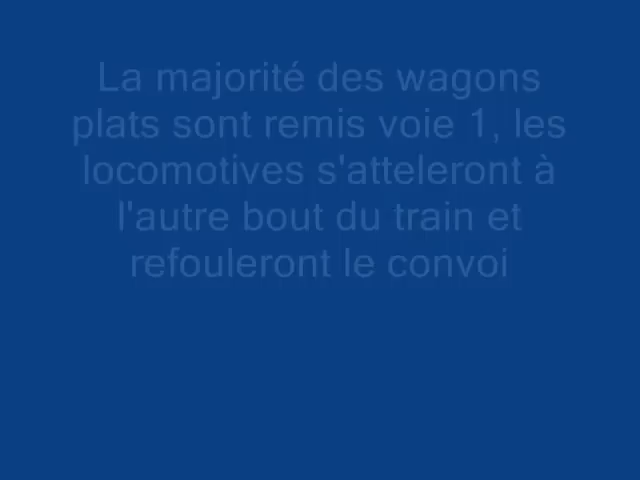 La majorité des wagons
plats sont remis voie 1, les
locomotives s'atteleront à
l'autre bout du train et
refouleront le convoi